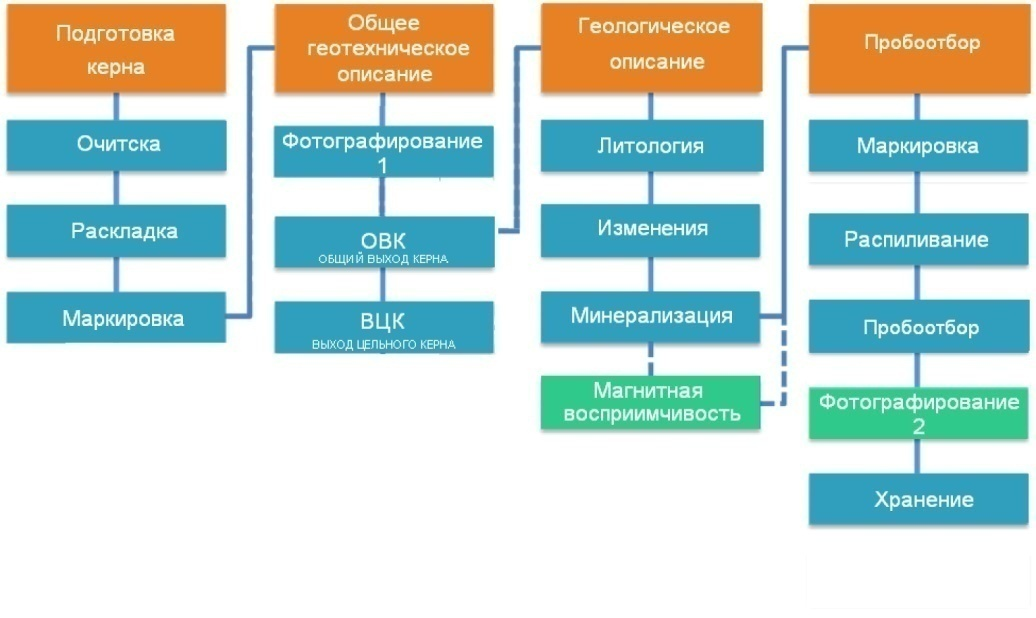 Подготовка
керна
Очитска
Раскладка
Маркировка
Общее
геотехническое
описание
Фотографирование
1
ОВК
ОБЩИЙ ВЫХОД КЕРНА
ВЦК
ВЫХОД ЦЕЛЬНОГО КЕРНА
Геологическое
описание
Литология
Изменения
Минерализация
Магнитная
восприимчивость
Пробоотбор
Маркировка
Распиливание
Пробоотбор
Фотографирование
2
Хранение